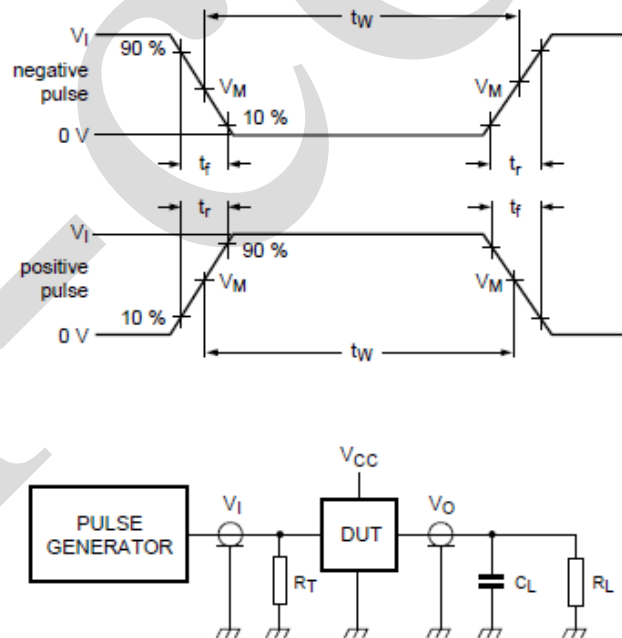 tW
VI
90 %
negative
pulse
VM
VM
10 %
0 V
tf
tr
tr
tf
VI
90 %
positive
pulse
VM
VM
10 %
0 V
tW
VCC
VI
VO
PULSE
GENERATOR
DUT
RT
CL
RL